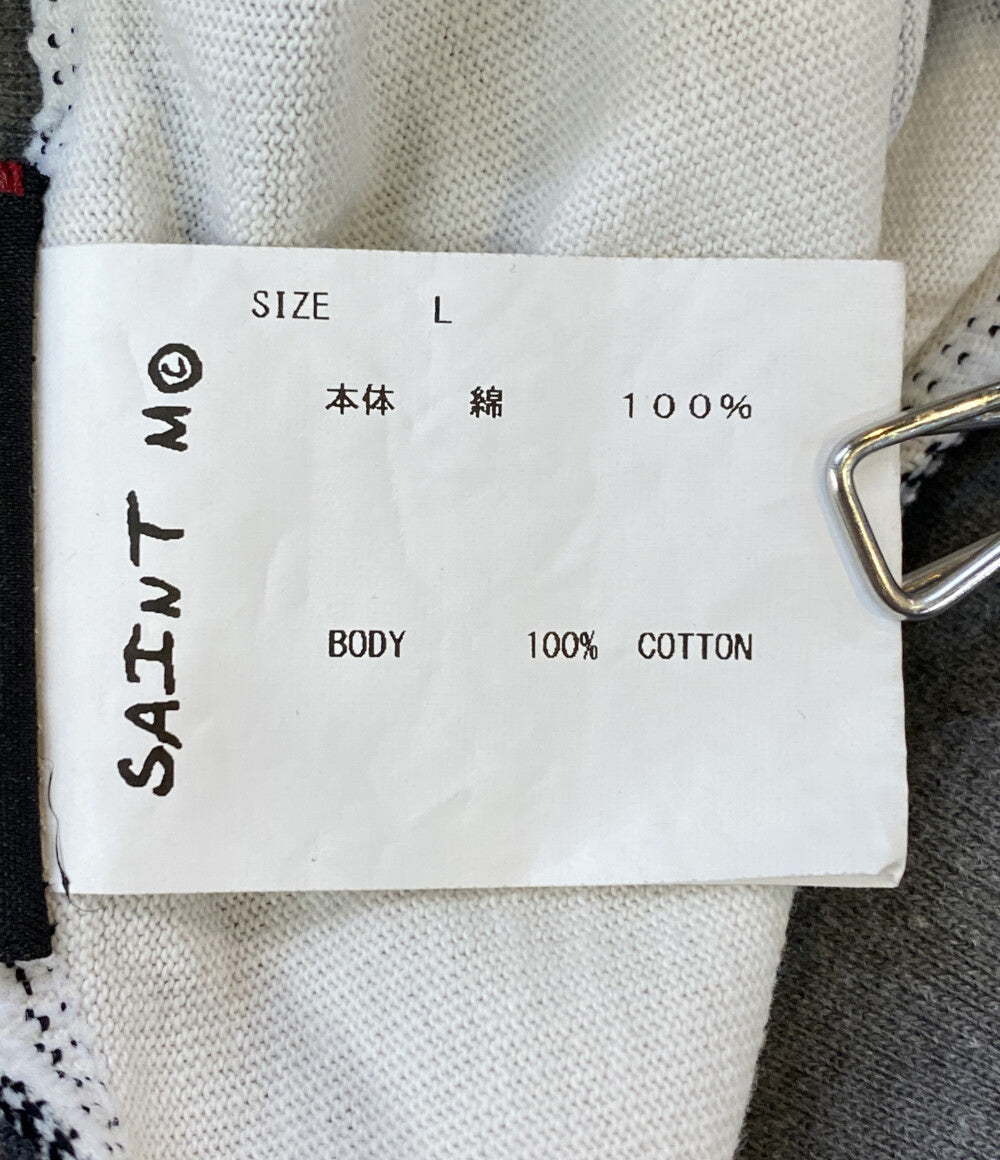 SIZE L
本体 綿 １００％
BODY 100% COTTON
SAINT M©